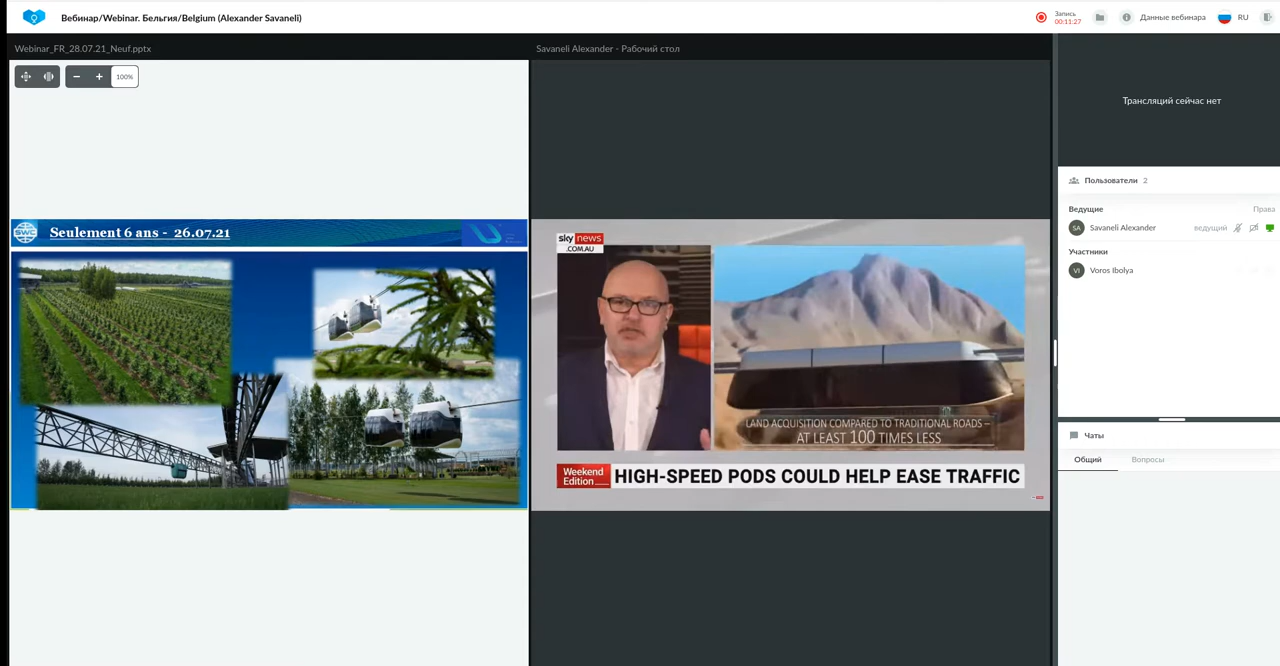 Вебинар/Webinar. Бельгия/Belgium (Alexander Savaneli)
Запись
00:11:27
Данные вебинара
RU
Webinar_FR_28.07.21_Neuf.pptx
Savaneli Alexander - Рабочий стол
100%
Трансляций сейчас нет
Пользователи 2
Ведущие
Права
SA
Savaneli Alexander
ведущий
Участники
VI
Voros Ibolya
Чаты
Общий
Вопросы
SWC
Seulement 6 ans - 26.07.21
sky news
.COM.AU
LAND ACQUISITION COMPARED TO TRADITIONAL ROADS –
AT LEAST 100 TIMES LESS
Weekend
Edition
HIGH-SPEED PODS COULD HELP EASE TRAFFIC